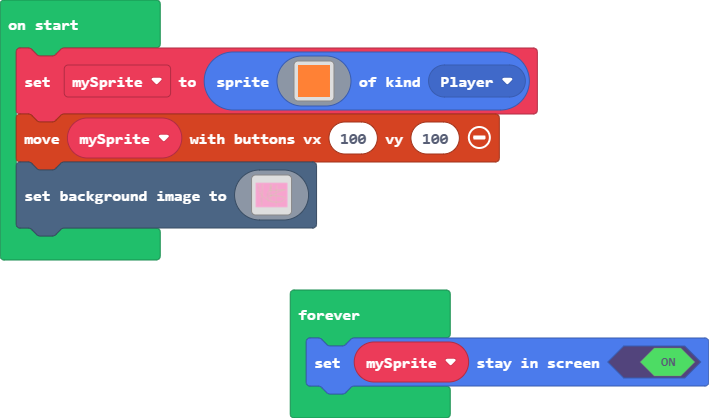 on start
set mySprite to sprite of kind Player
move mySprite with buttons vx 100 vy 100
set background image to
forever
set mySprite stay in screen ON